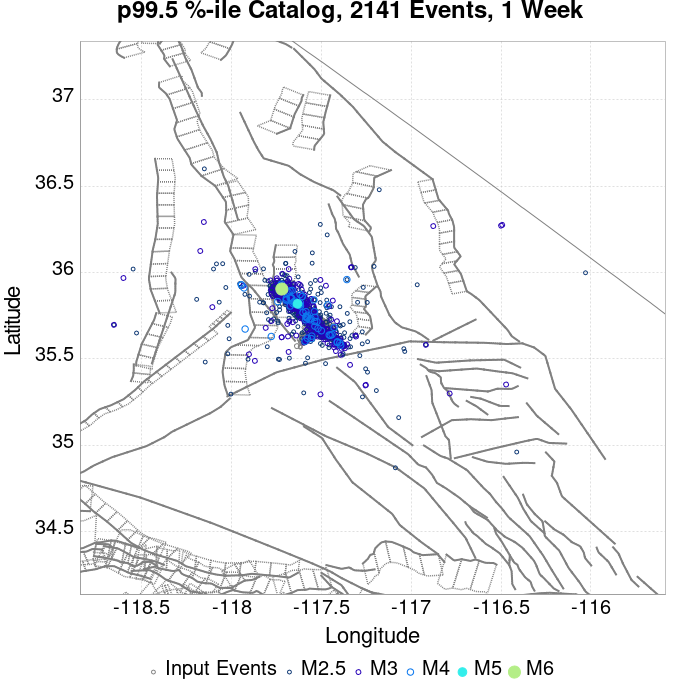 p99.5 %-ile Catalog, 2141 Events, 1 Week
37
36.5
36
35.5
35
34.5
Latitude
-118.5 -118 -117.5 -117 -116.5 -116
Longitude
Input Events M2.5 M3 M4 M5 M6